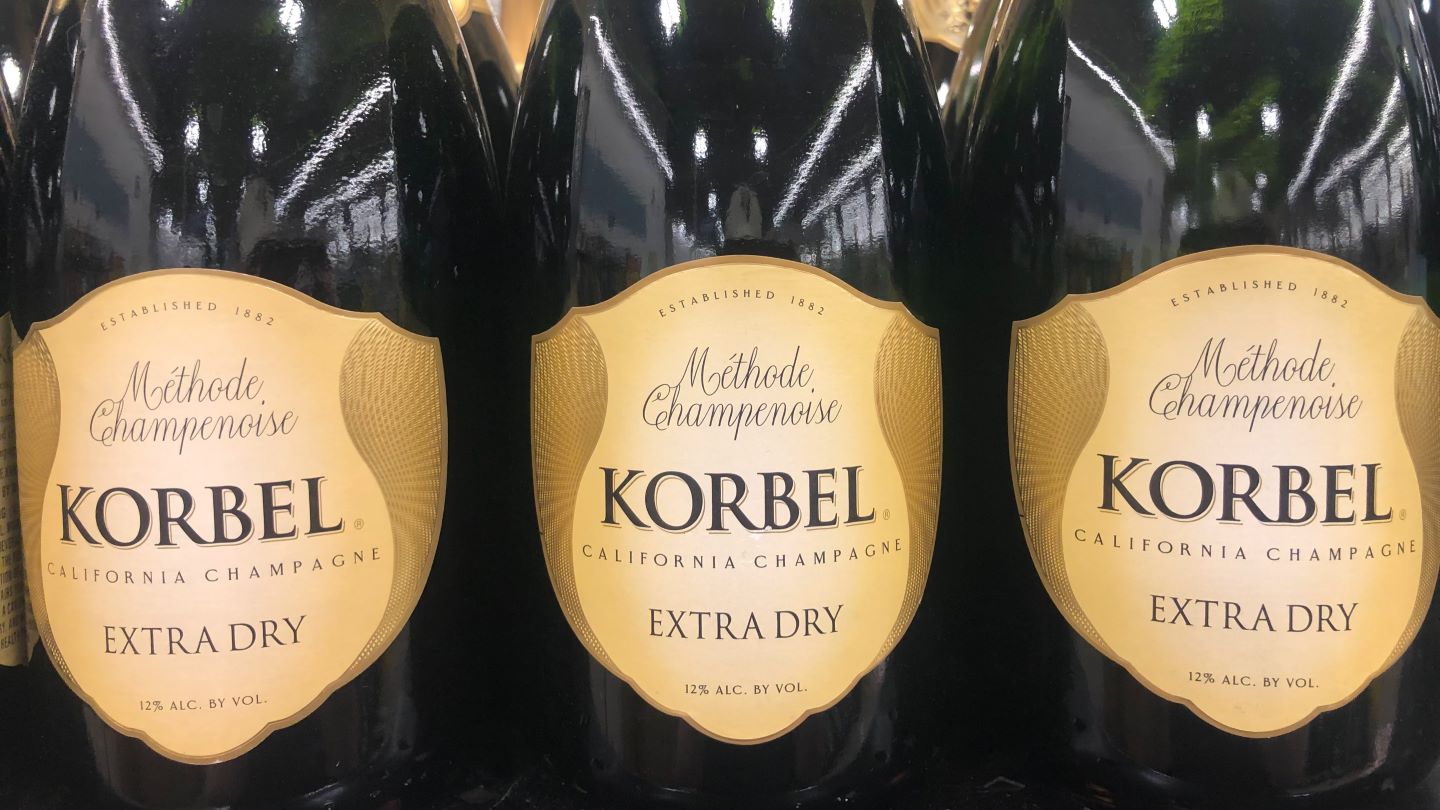 ESTABLISHED 1882
Méthode
Champenoise
KORBEL®
CALIFORNIA CHAMPAGNE
EXTRA DRY
12% ALC. BY VOL.
ESTABLISHED 1882
Méthode
Champenoise
KORBEL®
CALIFORNIA CHAMPAGNE
EXTRA DRY
12% ALC. BY VOL.
ESTABLISHED 1882
Méthode
Champenoise
KORBEL®
CALIFORNIA CHAMPAGNE
EXTRA DRY
12% ALC. BY VOL.